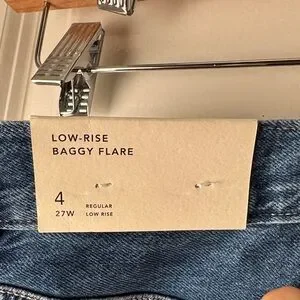 LOW-RISE
BAGGY FLARE
4 REGULAR
27W LOW RISE